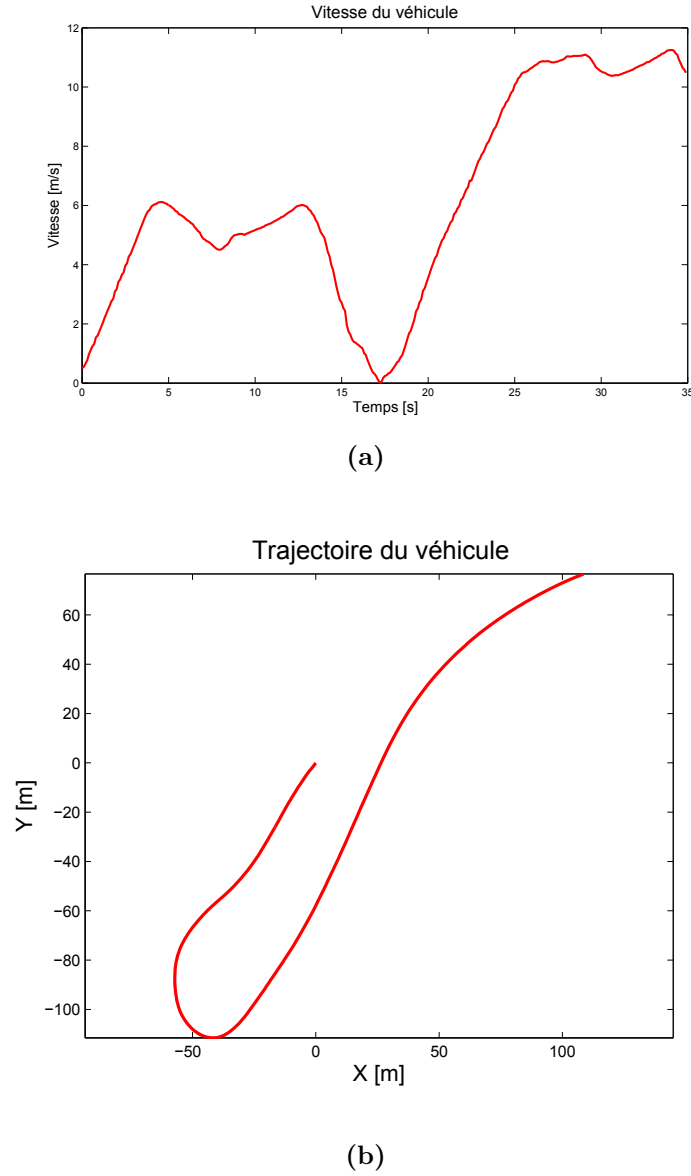 Vitesse du véhicule
12
10
8
6
4
2
0
Vitesse [m/s]
0 5 10 15 20 25 30 35
Temps [s]
(a)
Trajectoire du véhicule
60
40
20
0
−20
−40
−60
−80
−100
Y [m]
−50 0 50 100
X [m]
(b)